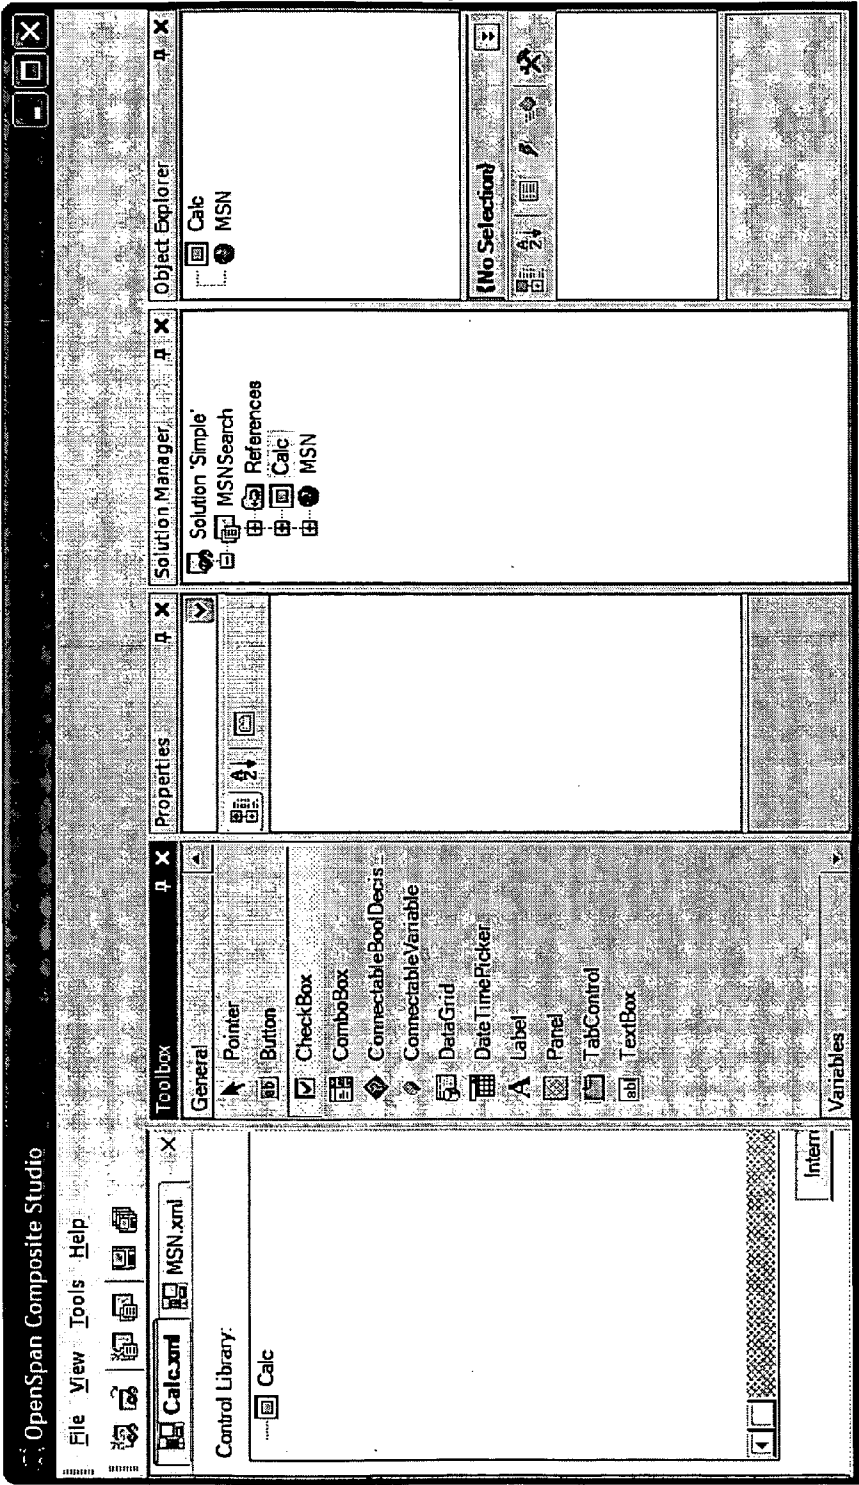 OpenSpan Composite Studio
File View Tools Help
Calc.xml MSN.xml
Control Library:
Calc
Intern
Toolbox
General
Pointer
Button
CheckBox
ComboBox
ConnectableBoolDecis
ConnectableVariable
DataGrid
DateTimePicker
Label
Panel
TabControl
TextBox
Variables
Properties
Solution Manager
Solution 'Simple'
MSNSearch
References
Calc
MSN
Object Explorer
Calc
MSN
{No Selection}